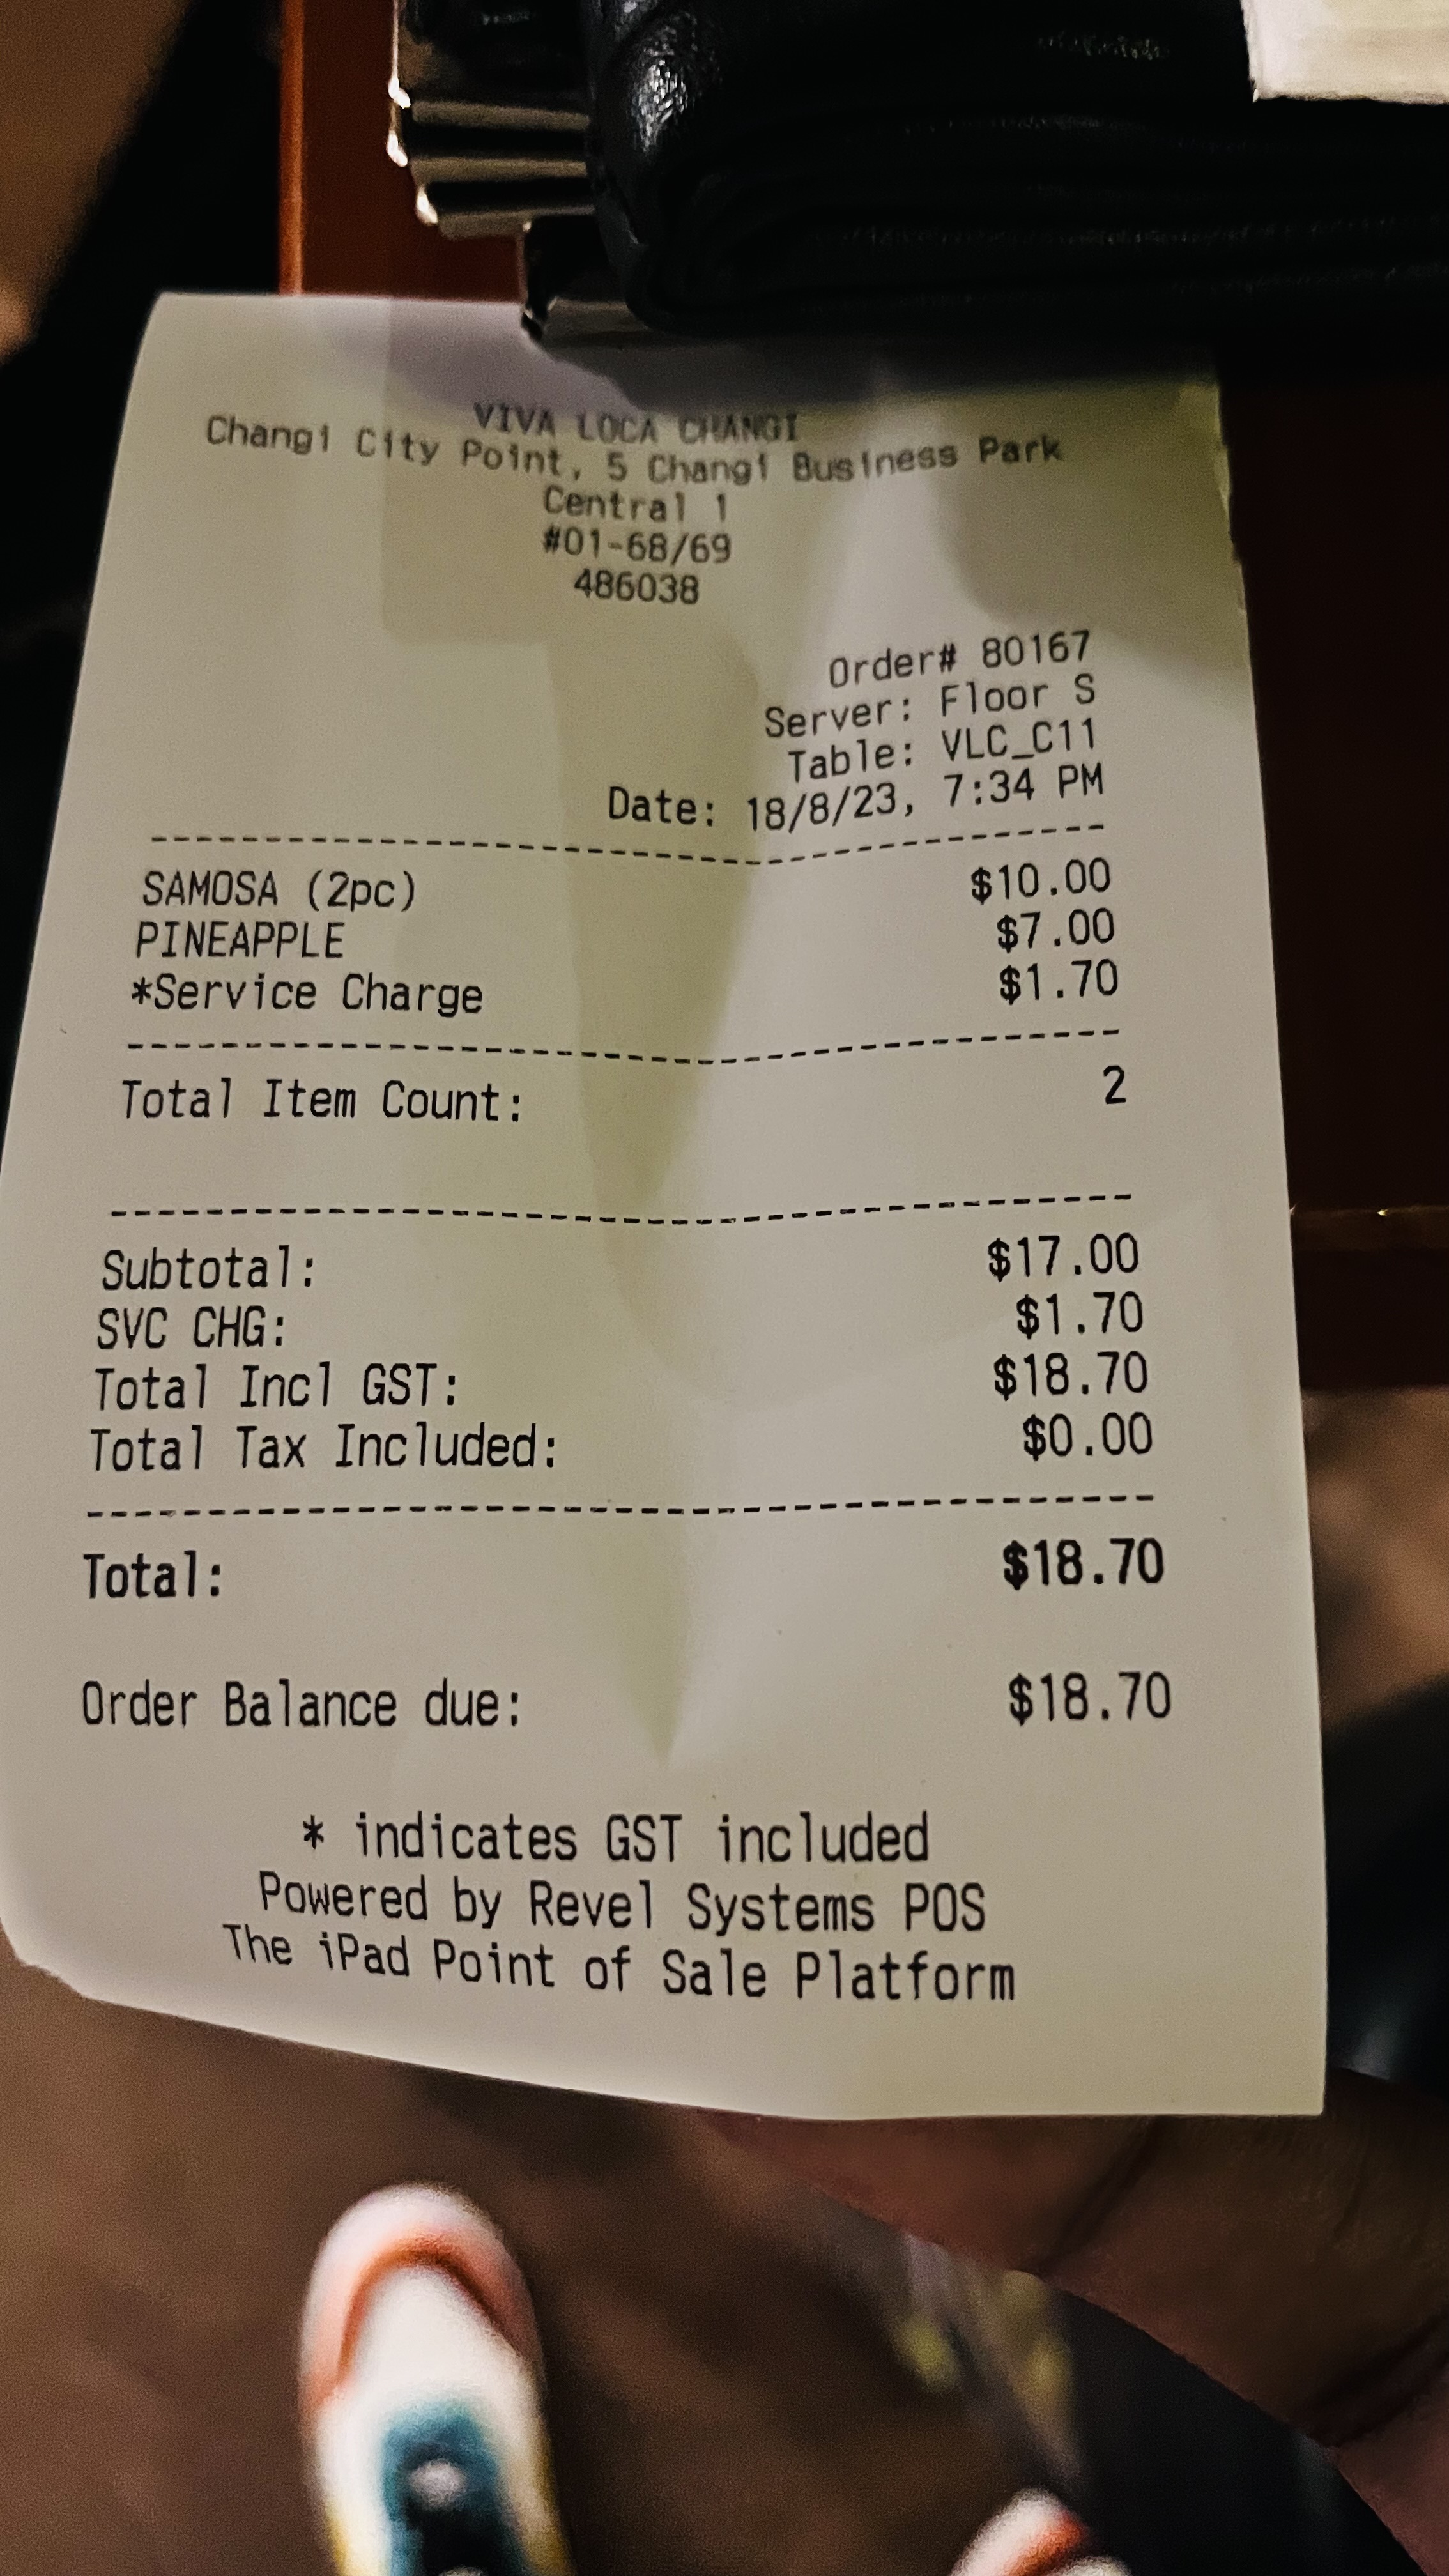 VIVA LOCA CHANGI
Changi City Point, 5 Changi Business Park
Central 1
#01-68/69
486038
Order# 80167
Server: Floor S
Table: VLC_C11
Date: 18/8/23, 7:34 PM
SAMOSA (2pc) $10.00
PINEAPPLE $7.00
*Service Charge $1.70
Total Item Count: 2
Subtotal: $17.00
SVC CHG: $1.70
Total Incl GST: $18.70
Total Tax Included: $0.00
Total: $18.70
Order Balance due: $18.70
* indicates GST included
Powered by Revel Systems POS
The iPad Point of Sale Platform